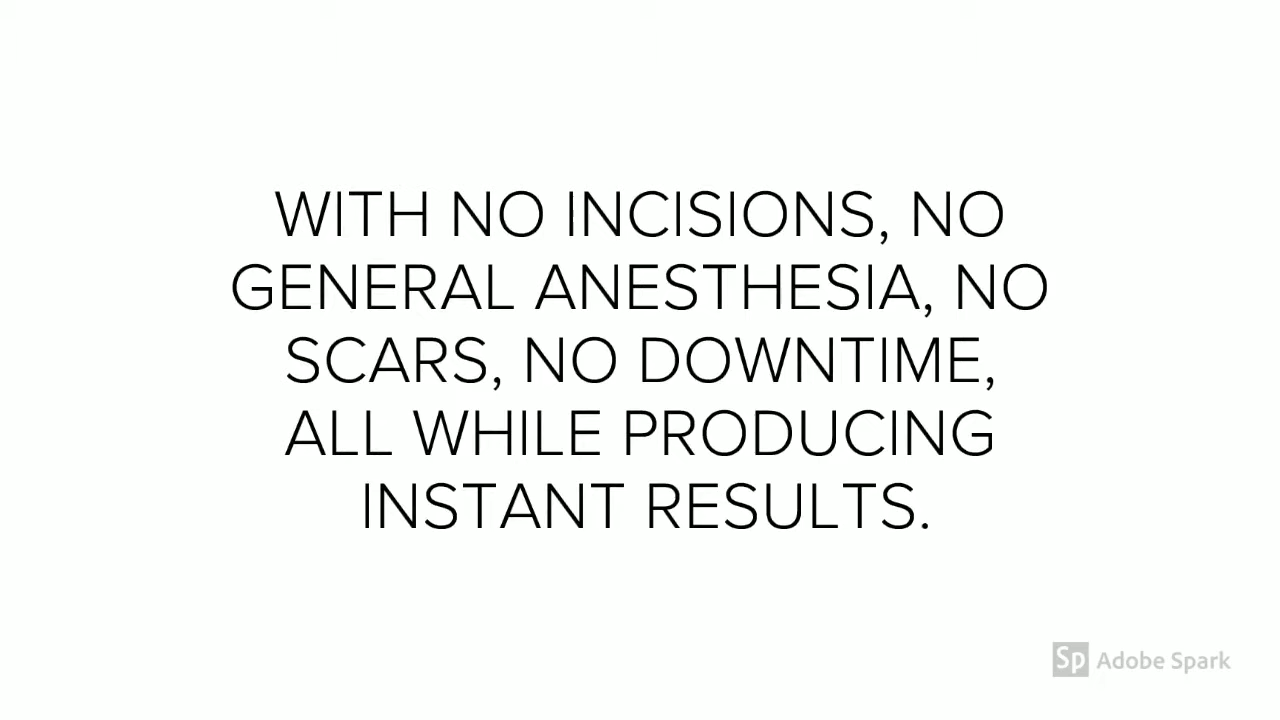 WITH NO INCISIONS, NO
GENERAL ANESTHESIA, NO
SCARS, NO DOWNTIME,
ALL WHILE PRODUCING
INSTANT RESULTS.
Sp Adobe Spark